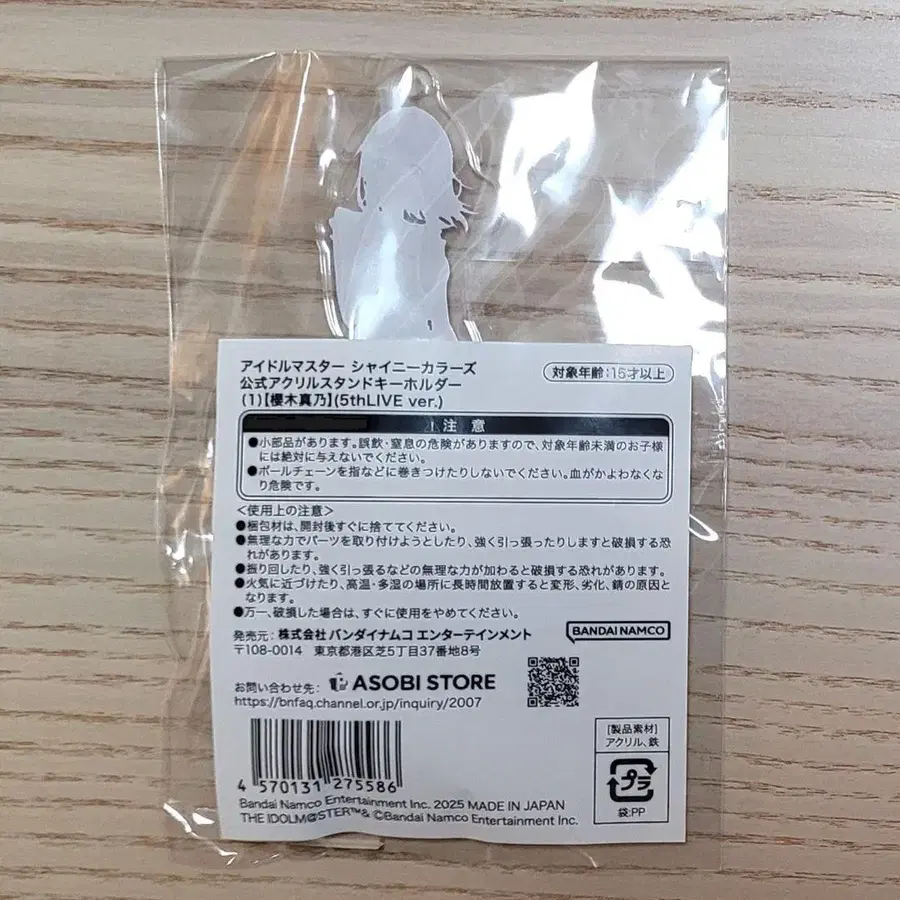 アイドルマスター シャイニーカラーズ
公式アクリルスタンドキーホルダー
(1)【櫻木真乃】(5thLIVE ver.)
対象年齢:15才以上
注意
●小部品があります。誤飲・窒息の危険がありますので、対象年齢未満のお子様
には絶対に与えないでください。
●ボールチェーンを指などに巻きつけたりしないでください。血がかよわなくな
り危険です。
<使用上の注意>
●梱包材は、開封後すぐに捨ててください。
●無理な力でパーツを取り付けようとしたり、強く引っ張ったりしますと破損する恐
れがあります。
●振り回したり、強く引っ張るなどの無理な力が加わると破損する恐れがあります。
●火気に近づけたり、高温・多湿の場所に長時間放置すると変形、劣化、錆の原因と
なります。
●万一、破損した場合は、すぐに使用をやめてください。
発売元:株式会社 バンダイナムコ エンターテインメント
〒108-0014 東京都港区芝5丁目37番地8号
BANDAI NAMCO
お問い合わせ先: ASOBI STORE
https://bnfaq.channel.or.jp/inquiry/2007
4 570131 275586
[製品素材]
アクリル、鉄
プラ
袋:PP
Bandai Namco Entertainment Inc. 2025 MADE IN JAPAN
THE IDOLM@STER™& ©Bandai Namco Entertainment Inc.